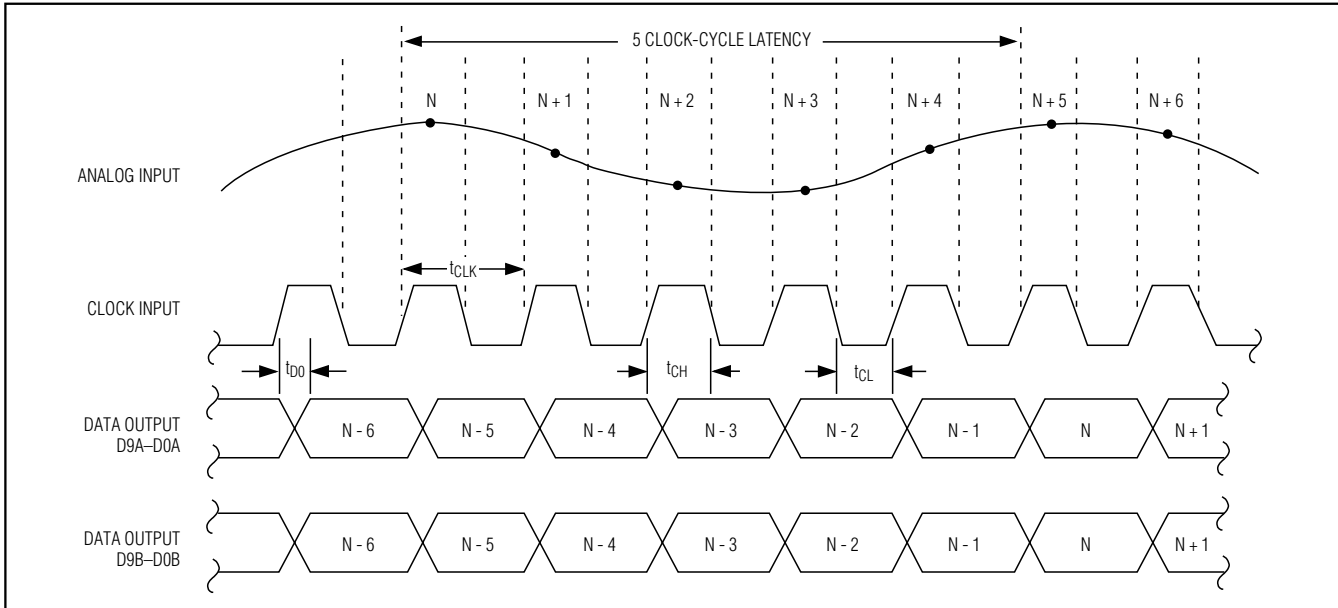 5 CLOCK-CYCLE LATENCY
N N + 1 N + 2 N + 3 N + 4 N + 5 N + 6
ANALOG INPUT
tCLK
CLOCK INPUT
tD0 tCH tCL
DATA OUTPUT
D9A–D0A
N - 6 N - 5 N - 4 N - 3 N - 2 N - 1 N N + 1
DATA OUTPUT
D9B–D0B
N - 6 N - 5 N - 4 N - 3 N - 2 N - 1 N N + 1